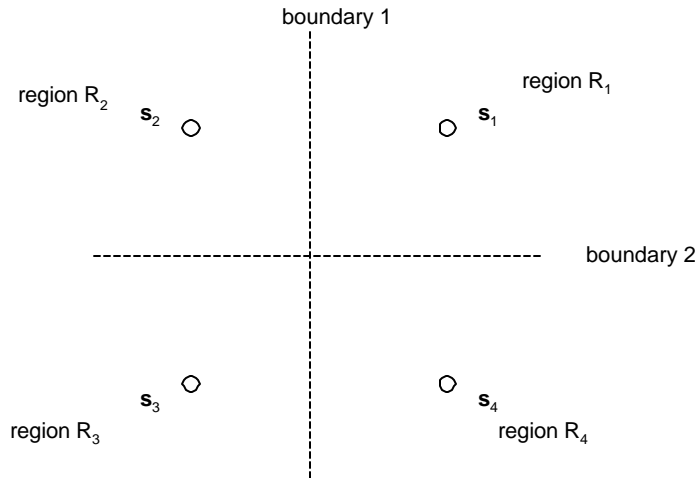 boundary 1
region R₁
region R₂
s₂
s₁
boundary 2
s₃
s₄
region R₃
region R₄